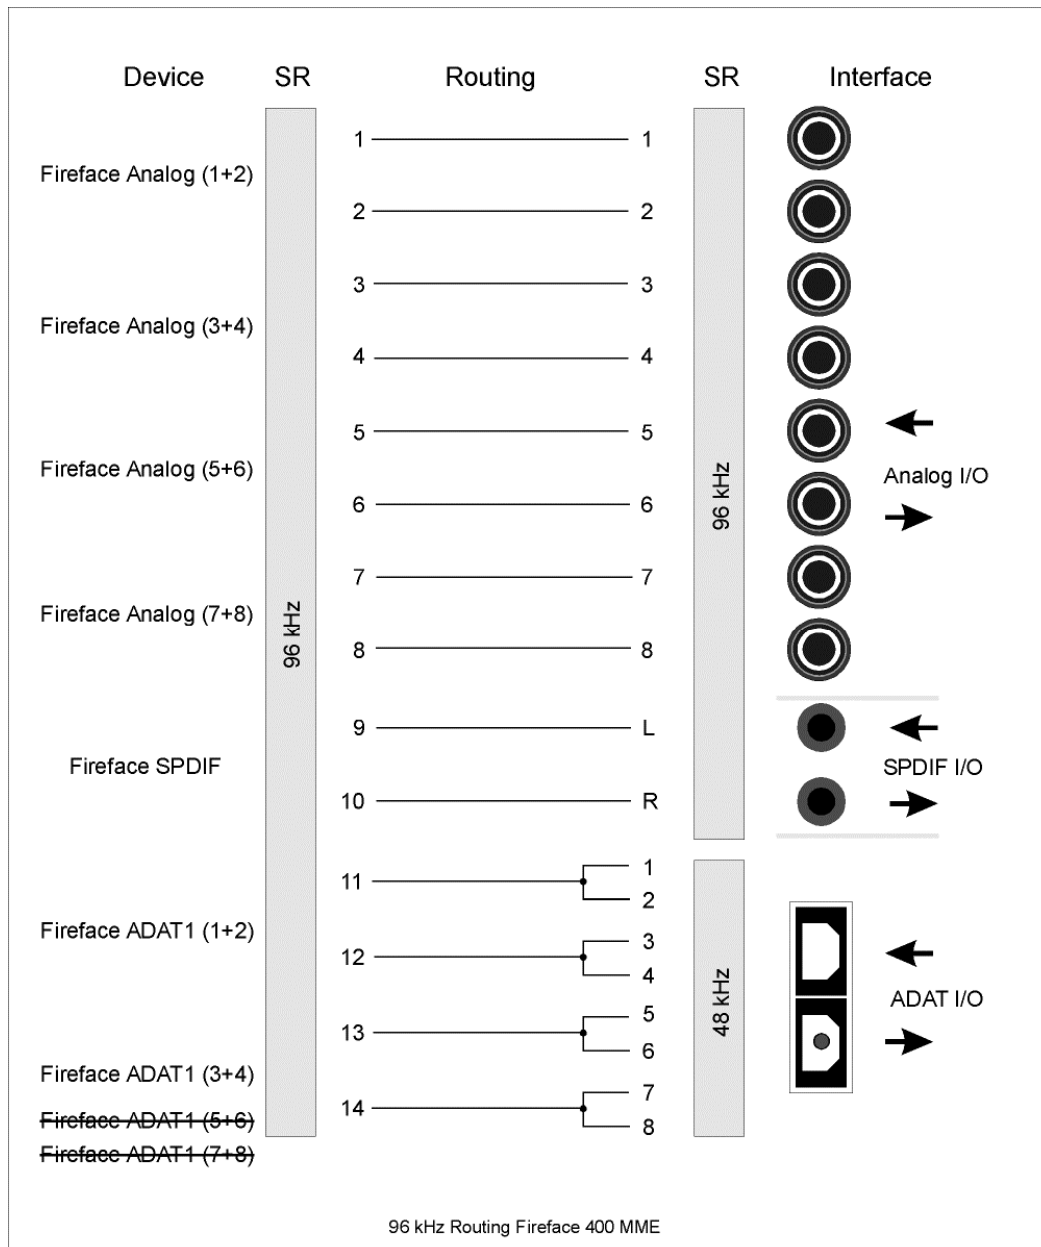 Device SR Routing SR Interface
1 1
Fireface Analog (1+2)
2 2
3 3
Fireface Analog (3+4)
4 4
5 5
Fireface Analog (5+6)
Analog I/O
6 6
96 kHz
7 7
Fireface Analog (7+8)
96 kHz
8 8
9 L
Fireface SPDIF
SPDIF I/O
10 R
11 1
2
Fireface ADAT1 (1+2)
12 3
4
ADAT I/O
48 kHz
13 5
6
Fireface ADAT1 (3+4)
14 7
8
Fireface ADAT1 (5+6)
Fireface ADAT1 (7+8)
96 kHz Routing Fireface 400 MME